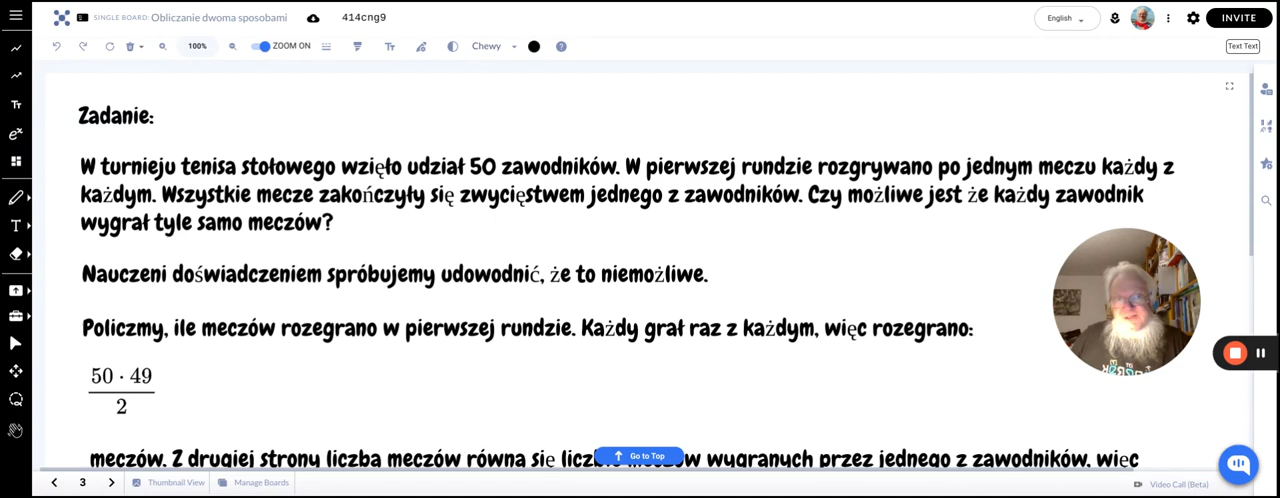 SINGLE BOARD: Obliczanie dwoma sposobami
414cng9
English
INVITE
100%
ZOOM ON
Chewy
Text Text
Zadanie:
W turnieju tenisa stołowego wzięło udział 50 zawodników. W pierwszej rundzie rozgrywano po jednym meczu każdy z
każdym. Wszystkie mecze zakończyły się zwycięstwem jednego z zawodników. Czy możliwe jest że każdy zawodnik
wygrał tyle samo meczów?
Nauczeni doświadczeniem spróbujemy udowodnić, że to niemożliwe.
Policzmy, ile meczów rozegrano w pierwszej rundzie. Każdy grał raz z każdym, więc rozegrano:
50 · 49
2
Go to Top
meczów. Z drugiej strony liczba meczów równa się liczbie meczów wygranych przez jednego z zawodników, więc
3
Thumbnail View
Manage Boards
Video Call (Beta)